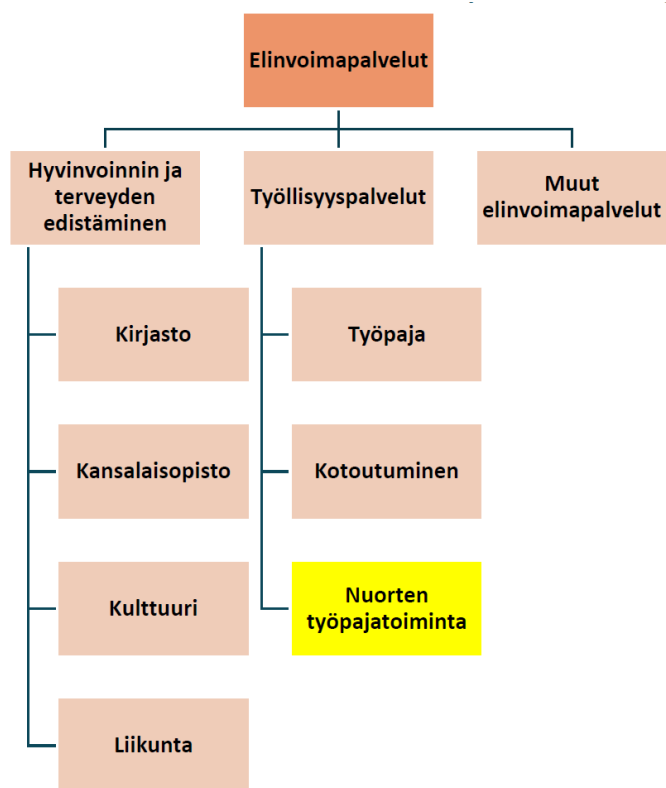 Elinvoimapalvelut
Hyvinvoinnin ja
terveyden
edistäminen
Työllisyyspalvelut
Muut
elinvoimapalvelut
Kirjasto
Työpaja
Kansalaisopisto
Kotoutuminen
Kulttuuri
Nuorten
työpajatoiminta
Liikunta